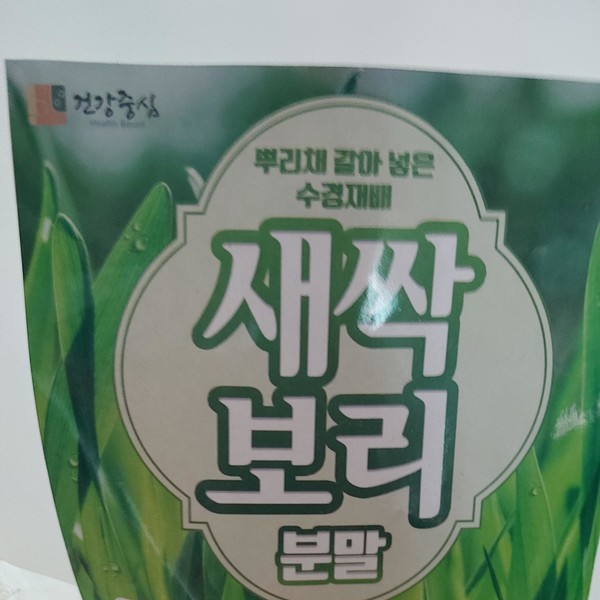 건강중심
뿌리채 갈아 넣은
수경재배
새싹
보리
분말